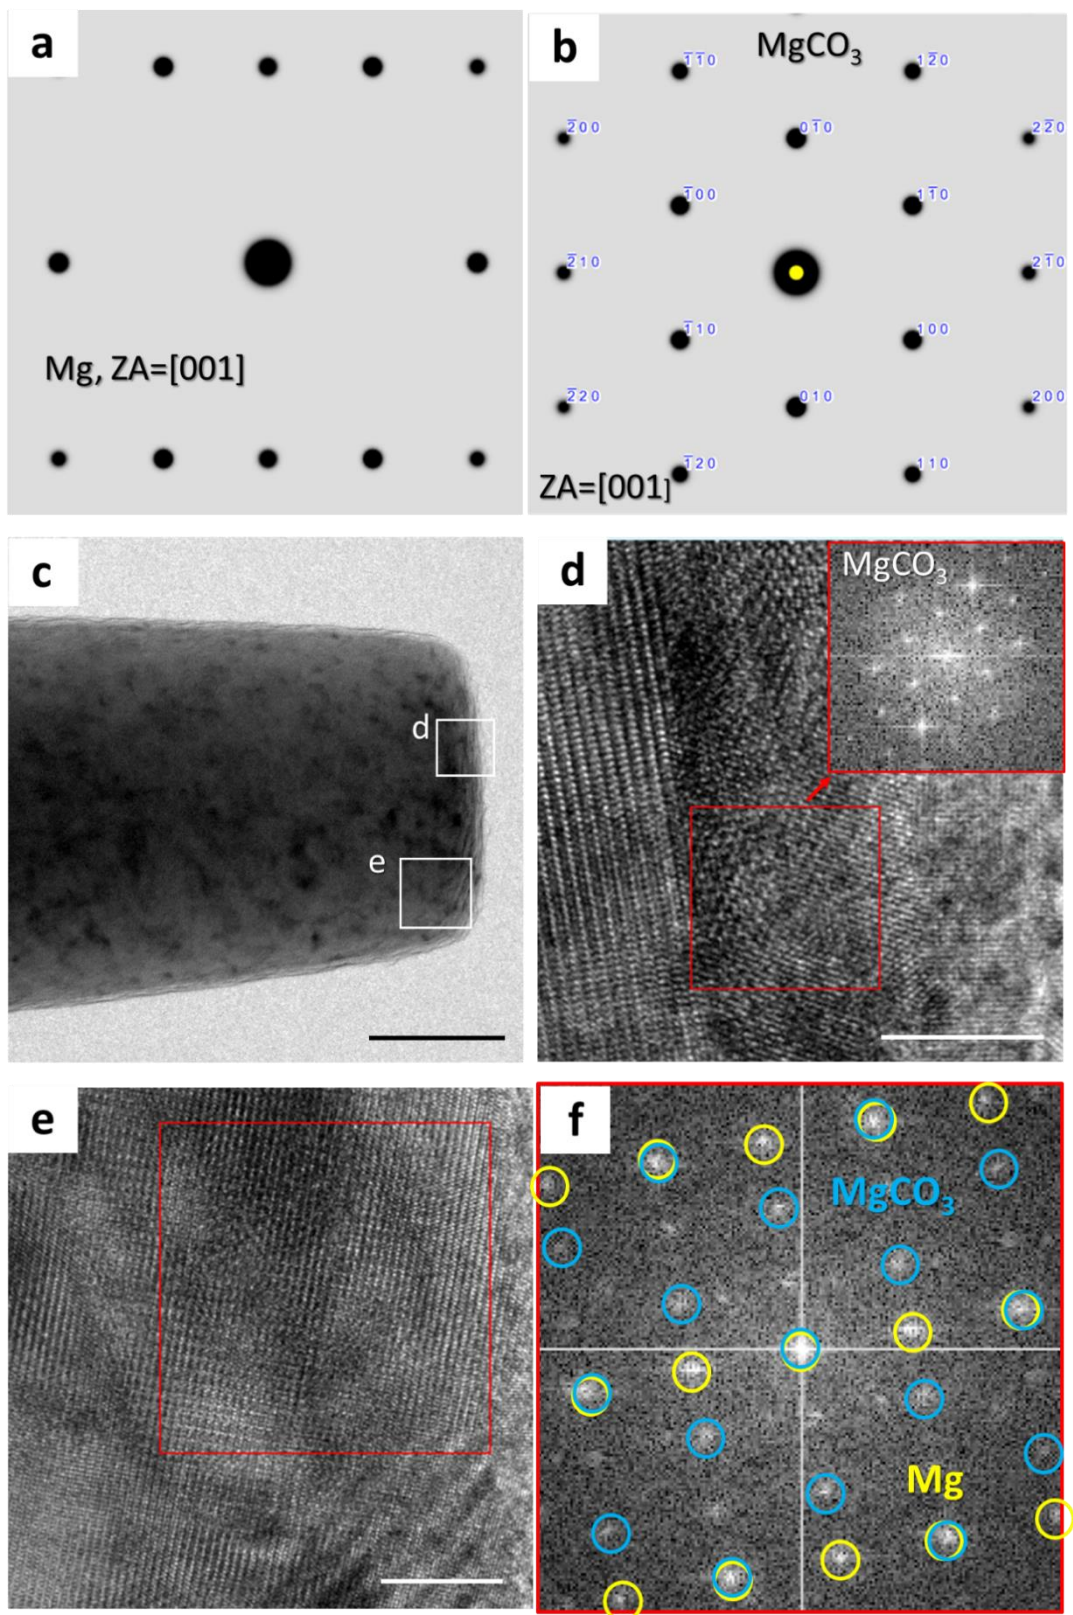 a
Mg, ZA=[001]
b
MgCO₃
1̅1̅0
12̅0
2̅00
01̅0
22̅0
1̅00
11̅0
2̅10
21̅0
1̅10
100
2̅20
010
200
1̅20
110
ZA=[001]
c
d
e
d
MgCO₃
e
f
MgCO₃
Mg